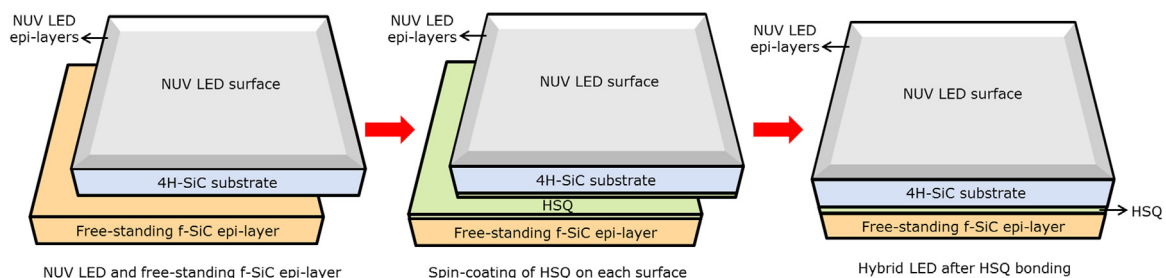 NUV LED
epi-layers
NUV LED surface
4H-SiC substrate
Free-standing f-SiC epi-layer
NUV LED and free-standing f-SiC epi-layer
NUV LED
epi-layers
NUV LED surface
4H-SiC substrate
HSQ
Free-standing f-SiC epi-layer
Spin-coating of HSQ on each surface
NUV LED
epi-layers
NUV LED surface
4H-SiC substrate
HSQ
Free-standing f-SiC epi-layer
Hybrid LED after HSQ bonding